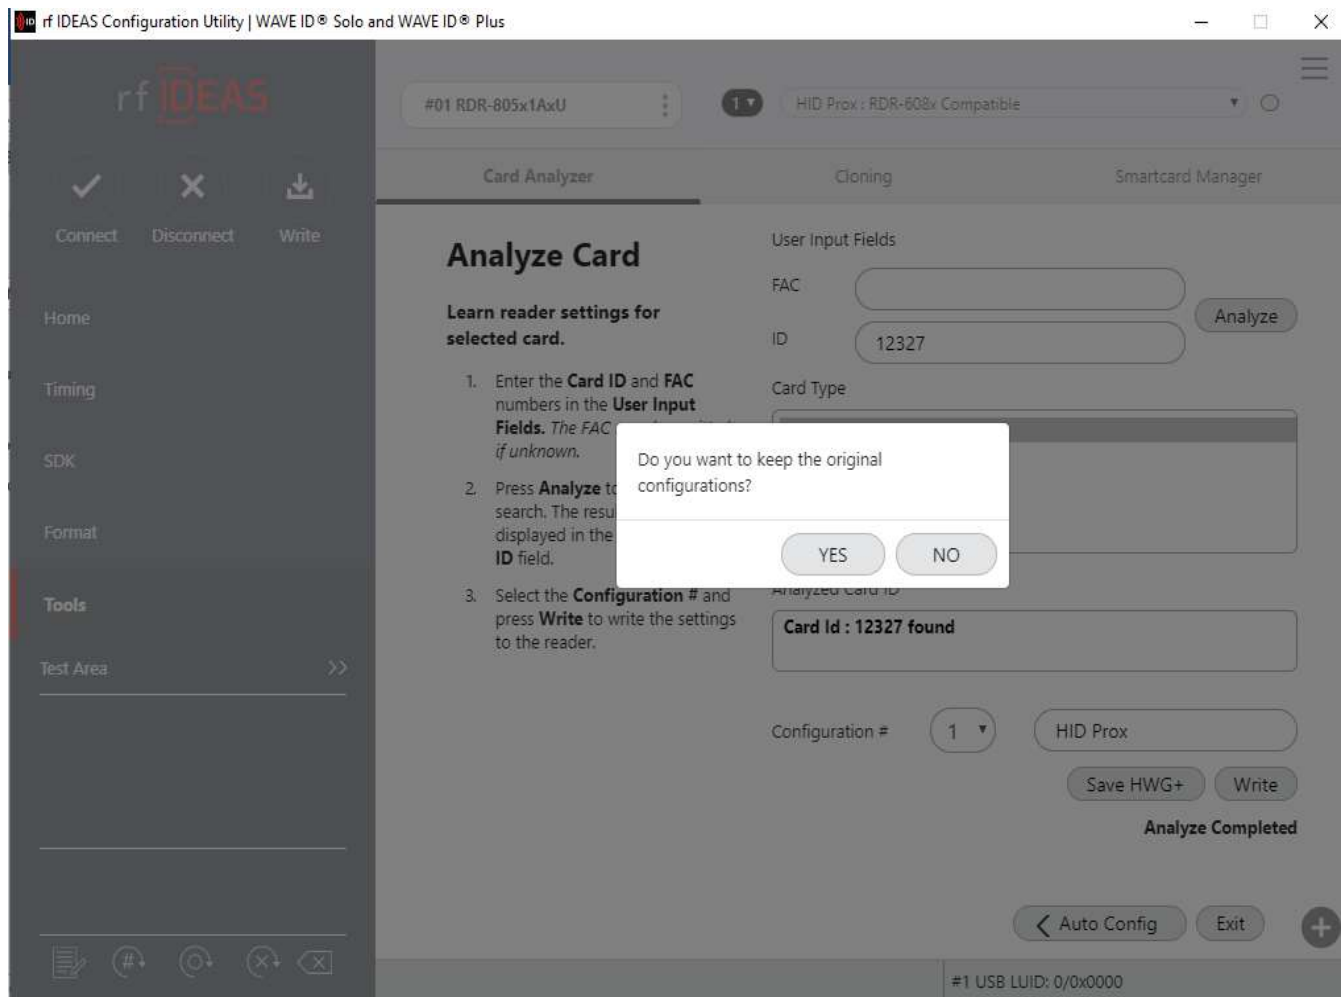 rf IDEAS Configuration Utility | WAVE ID® Solo and WAVE ID® Plus
rf IDEAS
#01 RDR-805x1AxU
1
HID Prox : RDR-608x Compatible
Connect
Disconnect
Write
Card Analyzer
Cloning
Smartcard Manager
Home
Timing
SDK
Format
Tools
Test Area
>>
Analyze Card
Learn reader settings for
selected card.
1. Enter the Card ID and FAC
numbers in the User Input
Fields. The FAC
if unknown.
2. Press Analyze to
search. The
displayed in the
ID field.
3. Select the Configuration # and
press Write to write the settings
to the reader.
User Input Fields
FAC
Analyze
ID
12327
Card Type
Do you want to keep the original
configurations?
YES
NO
Analyzed Card ID
Card Id : 12327 found
Configuration #
1
HID Prox
Save HWG+
Write
Analyze Completed
Auto Config
Exit
#1 USB LUID: 0/0x0000